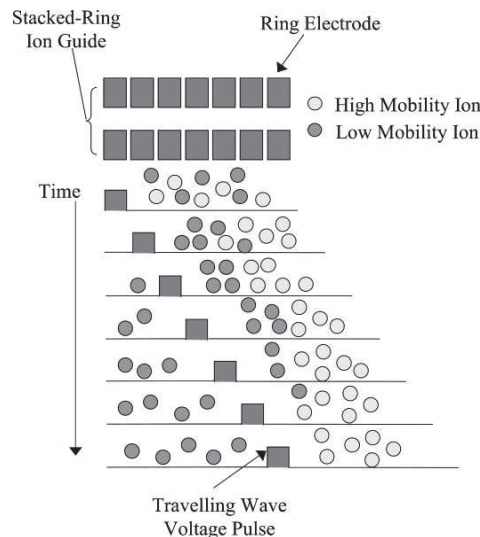 Stacked-Ring
Ion Guide
Ring Electrode
High Mobility Ion
Low Mobility Ion
Time
Travelling Wave
Voltage Pulse